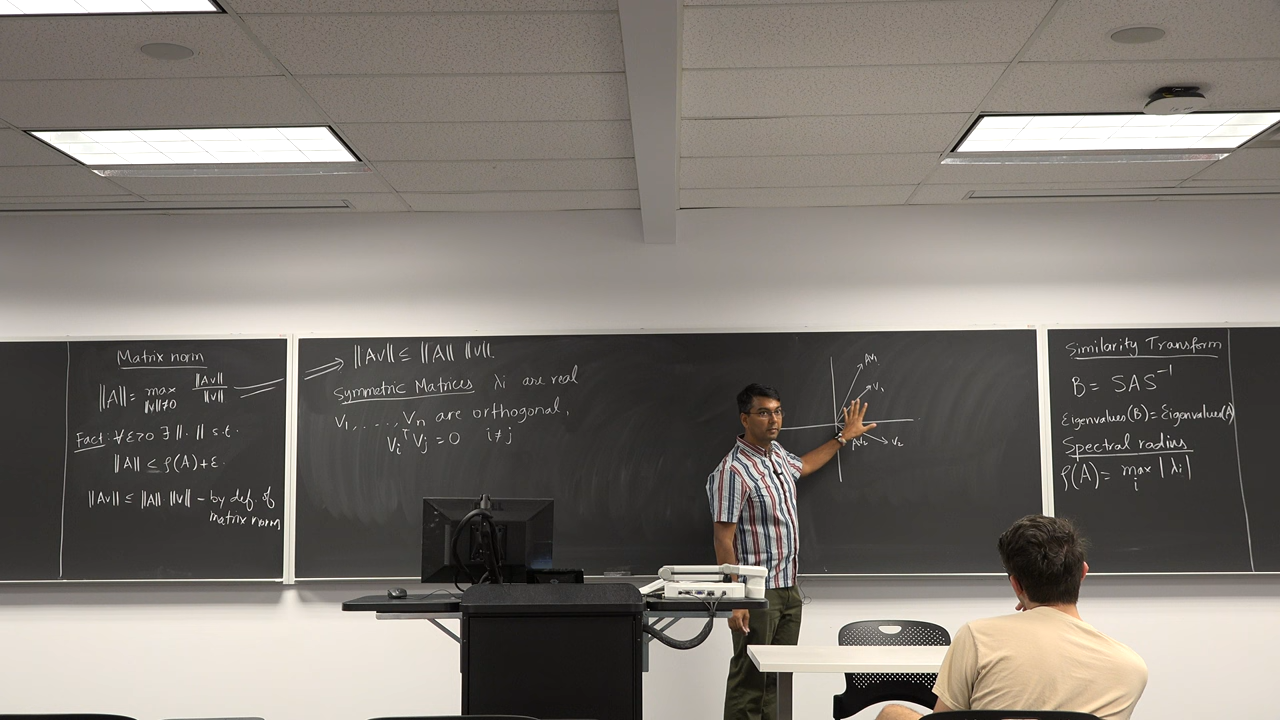 Matrix norm
||A|| = max ||Av|| / ||v||
||v||≠0
Fact: ∀ ε>0 ∃ ||.|| s.t.
||A|| ≤ ρ(A)+ε.
||Av|| ≤ ||A|| ||v|| – by def. of
matrix norm
||Av|| ≤ ||A|| ||v||.
Symmetric Matrices λi are real
V1, . . . . , Vn are orthogonal,
Vi^T Vj = 0 i≠j
Av1
V1
Av2
V2
Similarity Transform
B = SAS^-1
Eigenvalues(B) = Eigenvalues(A)
Spectral radius
ρ(A) = max |λi|
i